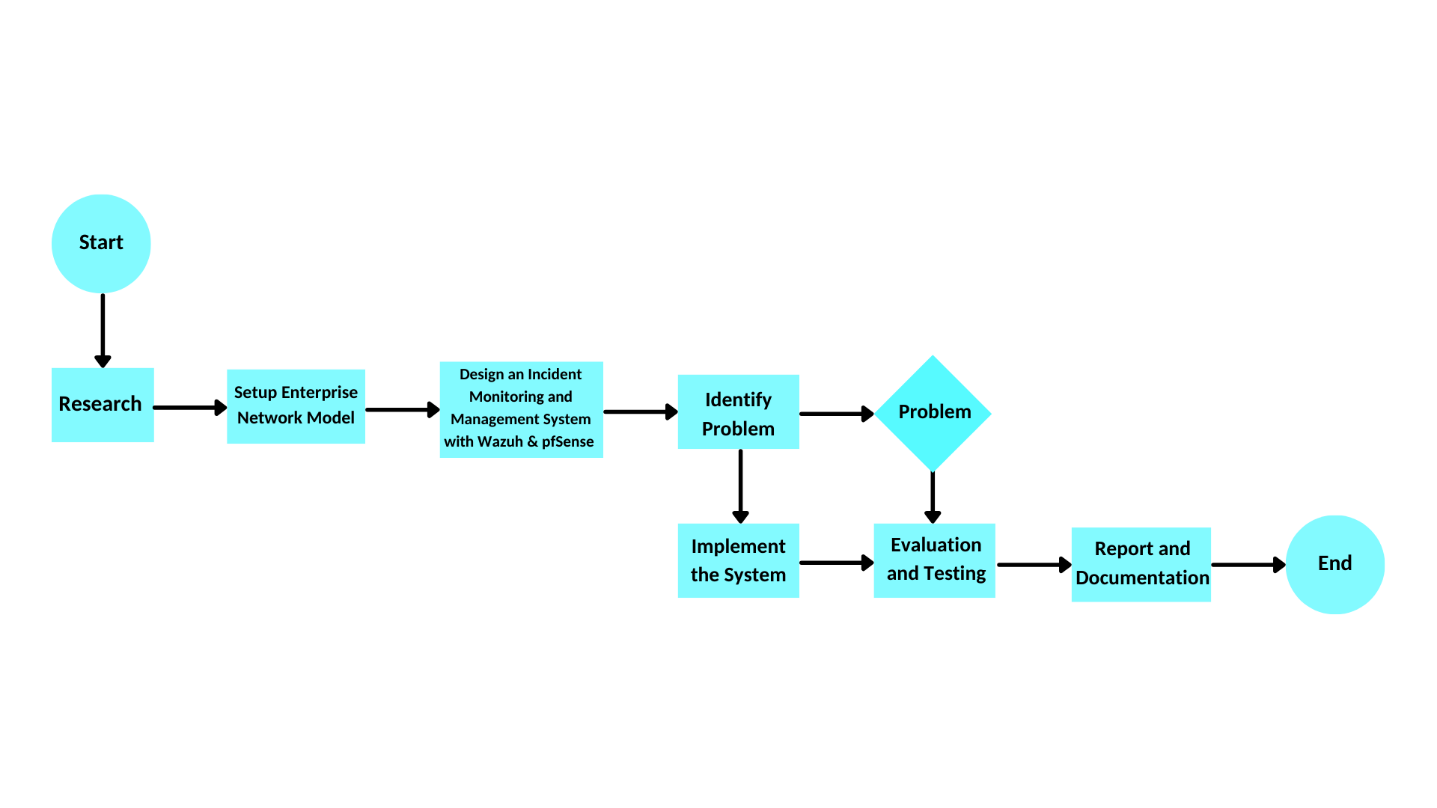 Start
Research
Setup Enterprise
Network Model
Design an Incident
Monitoring and
Management System
with Wazuh & pfSense
Identify
Problem
Problem
Implement
the System
Evaluation
and Testing
Report and
Documentation
End